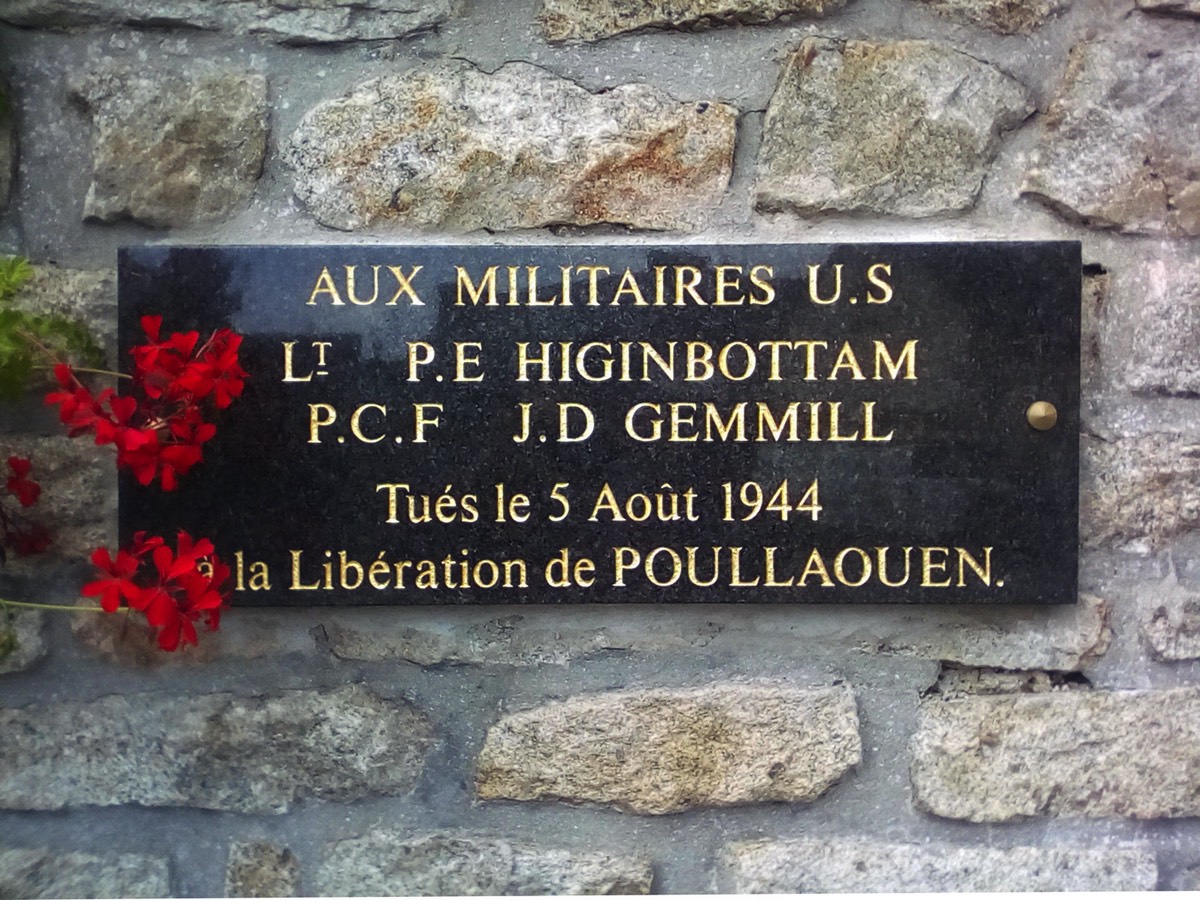 AUX MILITAIRES U.S
LT P.E HIGINBOTTAM
P.C.F J.D GEMMILL
Tués le 5 Août 1944
à la Libération de POULLAOUEN.